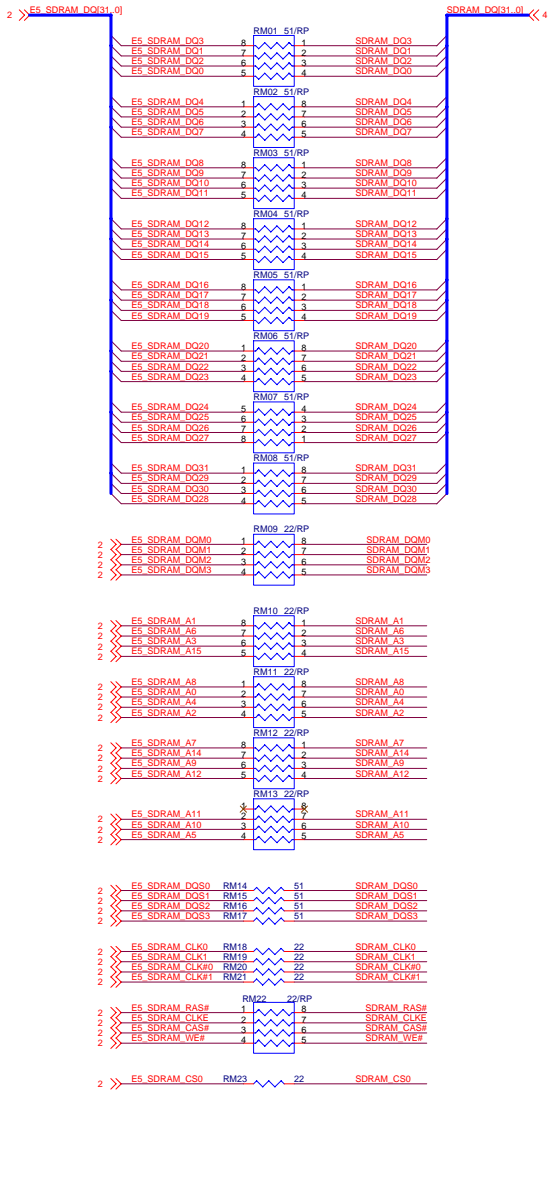 2 E5_SDRAM_DQ[31..0] SDRAM_DQ[31..0] 4
RM01 51/RP
E5_SDRAM_DQ3 8 1 SDRAM_DQ3
E5_SDRAM_DQ1 7 2 SDRAM_DQ1
E5_SDRAM_DQ2 6 3 SDRAM_DQ2
E5_SDRAM_DQ0 5 4 SDRAM_DQ0
RM02 51/RP
E5_SDRAM_DQ4 1 8 SDRAM_DQ4
E5_SDRAM_DQ5 2 7 SDRAM_DQ5
E5_SDRAM_DQ6 3 6 SDRAM_DQ6
E5_SDRAM_DQ7 4 5 SDRAM_DQ7
RM03 51/RP
E5_SDRAM_DQ8 8 1 SDRAM_DQ8
E5_SDRAM_DQ9 7 2 SDRAM_DQ9
E5_SDRAM_DQ10 6 3 SDRAM_DQ10
E5_SDRAM_DQ11 5 4 SDRAM_DQ11
RM04 51/RP
E5_SDRAM_DQ12 8 1 SDRAM_DQ12
E5_SDRAM_DQ13 7 2 SDRAM_DQ13
E5_SDRAM_DQ14 6 3 SDRAM_DQ14
E5_SDRAM_DQ15 5 4 SDRAM_DQ15
RM05 51/RP
E5_SDRAM_DQ16 8 1 SDRAM_DQ16
E5_SDRAM_DQ17 7 2 SDRAM_DQ17
E5_SDRAM_DQ18 6 3 SDRAM_DQ18
E5_SDRAM_DQ19 5 4 SDRAM_DQ19
RM06 51/RP
E5_SDRAM_DQ20 1 8 SDRAM_DQ20
E5_SDRAM_DQ21 2 7 SDRAM_DQ21
E5_SDRAM_DQ22 3 6 SDRAM_DQ22
E5_SDRAM_DQ23 4 5 SDRAM_DQ23
RM07 51/RP
E5_SDRAM_DQ24 5 4 SDRAM_DQ24
E5_SDRAM_DQ25 6 3 SDRAM_DQ25
E5_SDRAM_DQ26 7 2 SDRAM_DQ26
E5_SDRAM_DQ27 8 1 SDRAM_DQ27
RM08 51/RP
E5_SDRAM_DQ31 1 8 SDRAM_DQ31
E5_SDRAM_DQ29 2 7 SDRAM_DQ29
E5_SDRAM_DQ30 3 6 SDRAM_DQ30
E5_SDRAM_DQ28 4 5 SDRAM_DQ28
RM09 22/RP
2 E5_SDRAM_DQM0 1 8 SDRAM_DQM0
2 E5_SDRAM_DQM1 2 7 SDRAM_DQM1
2 E5_SDRAM_DQM2 3 6 SDRAM_DQM2
2 E5_SDRAM_DQM3 4 5 SDRAM_DQM3
RM10 22/RP
2 E5_SDRAM_A1 8 1 SDRAM_A1
2 E5_SDRAM_A6 7 2 SDRAM_A6
2 E5_SDRAM_A3 6 3 SDRAM_A3
2 E5_SDRAM_A15 5 4 SDRAM_A15
RM11 22/RP
2 E5_SDRAM_A8 1 8 SDRAM_A8
2 E5_SDRAM_A0 2 7 SDRAM_A0
2 E5_SDRAM_A4 3 6 SDRAM_A4
2 E5_SDRAM_A2 4 5 SDRAM_A2
RM12 22/RP
2 E5_SDRAM_A7 8 1 SDRAM_A7
2 E5_SDRAM_A14 7 2 SDRAM_A14
2 E5_SDRAM_A9 6 3 SDRAM_A9
2 E5_SDRAM_A12 5 4 SDRAM_A12
RM13 22/RP
1 8
2 E5_SDRAM_A11 2 7 SDRAM_A11
2 E5_SDRAM_A10 3 6 SDRAM_A10
2 E5_SDRAM_A5 4 5 SDRAM_A5
2 E5_SDRAM_DQS0 RM14 51 SDRAM_DQS0
2 E5_SDRAM_DQS1 RM15 51 SDRAM_DQS1
2 E5_SDRAM_DQS2 RM16 51 SDRAM_DQS2
2 E5_SDRAM_DQS3 RM17 51 SDRAM_DQS3
2 E5_SDRAM_CLK0 RM18 22 SDRAM_CLK0
2 E5_SDRAM_CLK1 RM19 22 SDRAM_CLK1
2 E5_SDRAM_CLK#0 RM20 22 SDRAM_CLK#0
2 E5_SDRAM_CLK#1 RM21 22 SDRAM_CLK#1
RM22 22/RP
2 E5_SDRAM_RAS# 1 8 SDRAM_RAS#
2 E5_SDRAM_CLKE 2 7 SDRAM_CLKE
2 E5_SDRAM_CAS# 3 6 SDRAM_CAS#
2 E5_SDRAM_WE# 4 5 SDRAM_WE#
2 E5_SDRAM_CS0 RM23 22 SDRAM_CS0